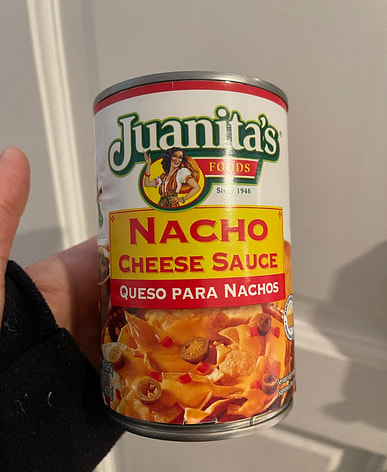 Juanita's
FOODS
Since 1946
NACHO
CHEESE SAUCE
QUESO PARA NACHOS